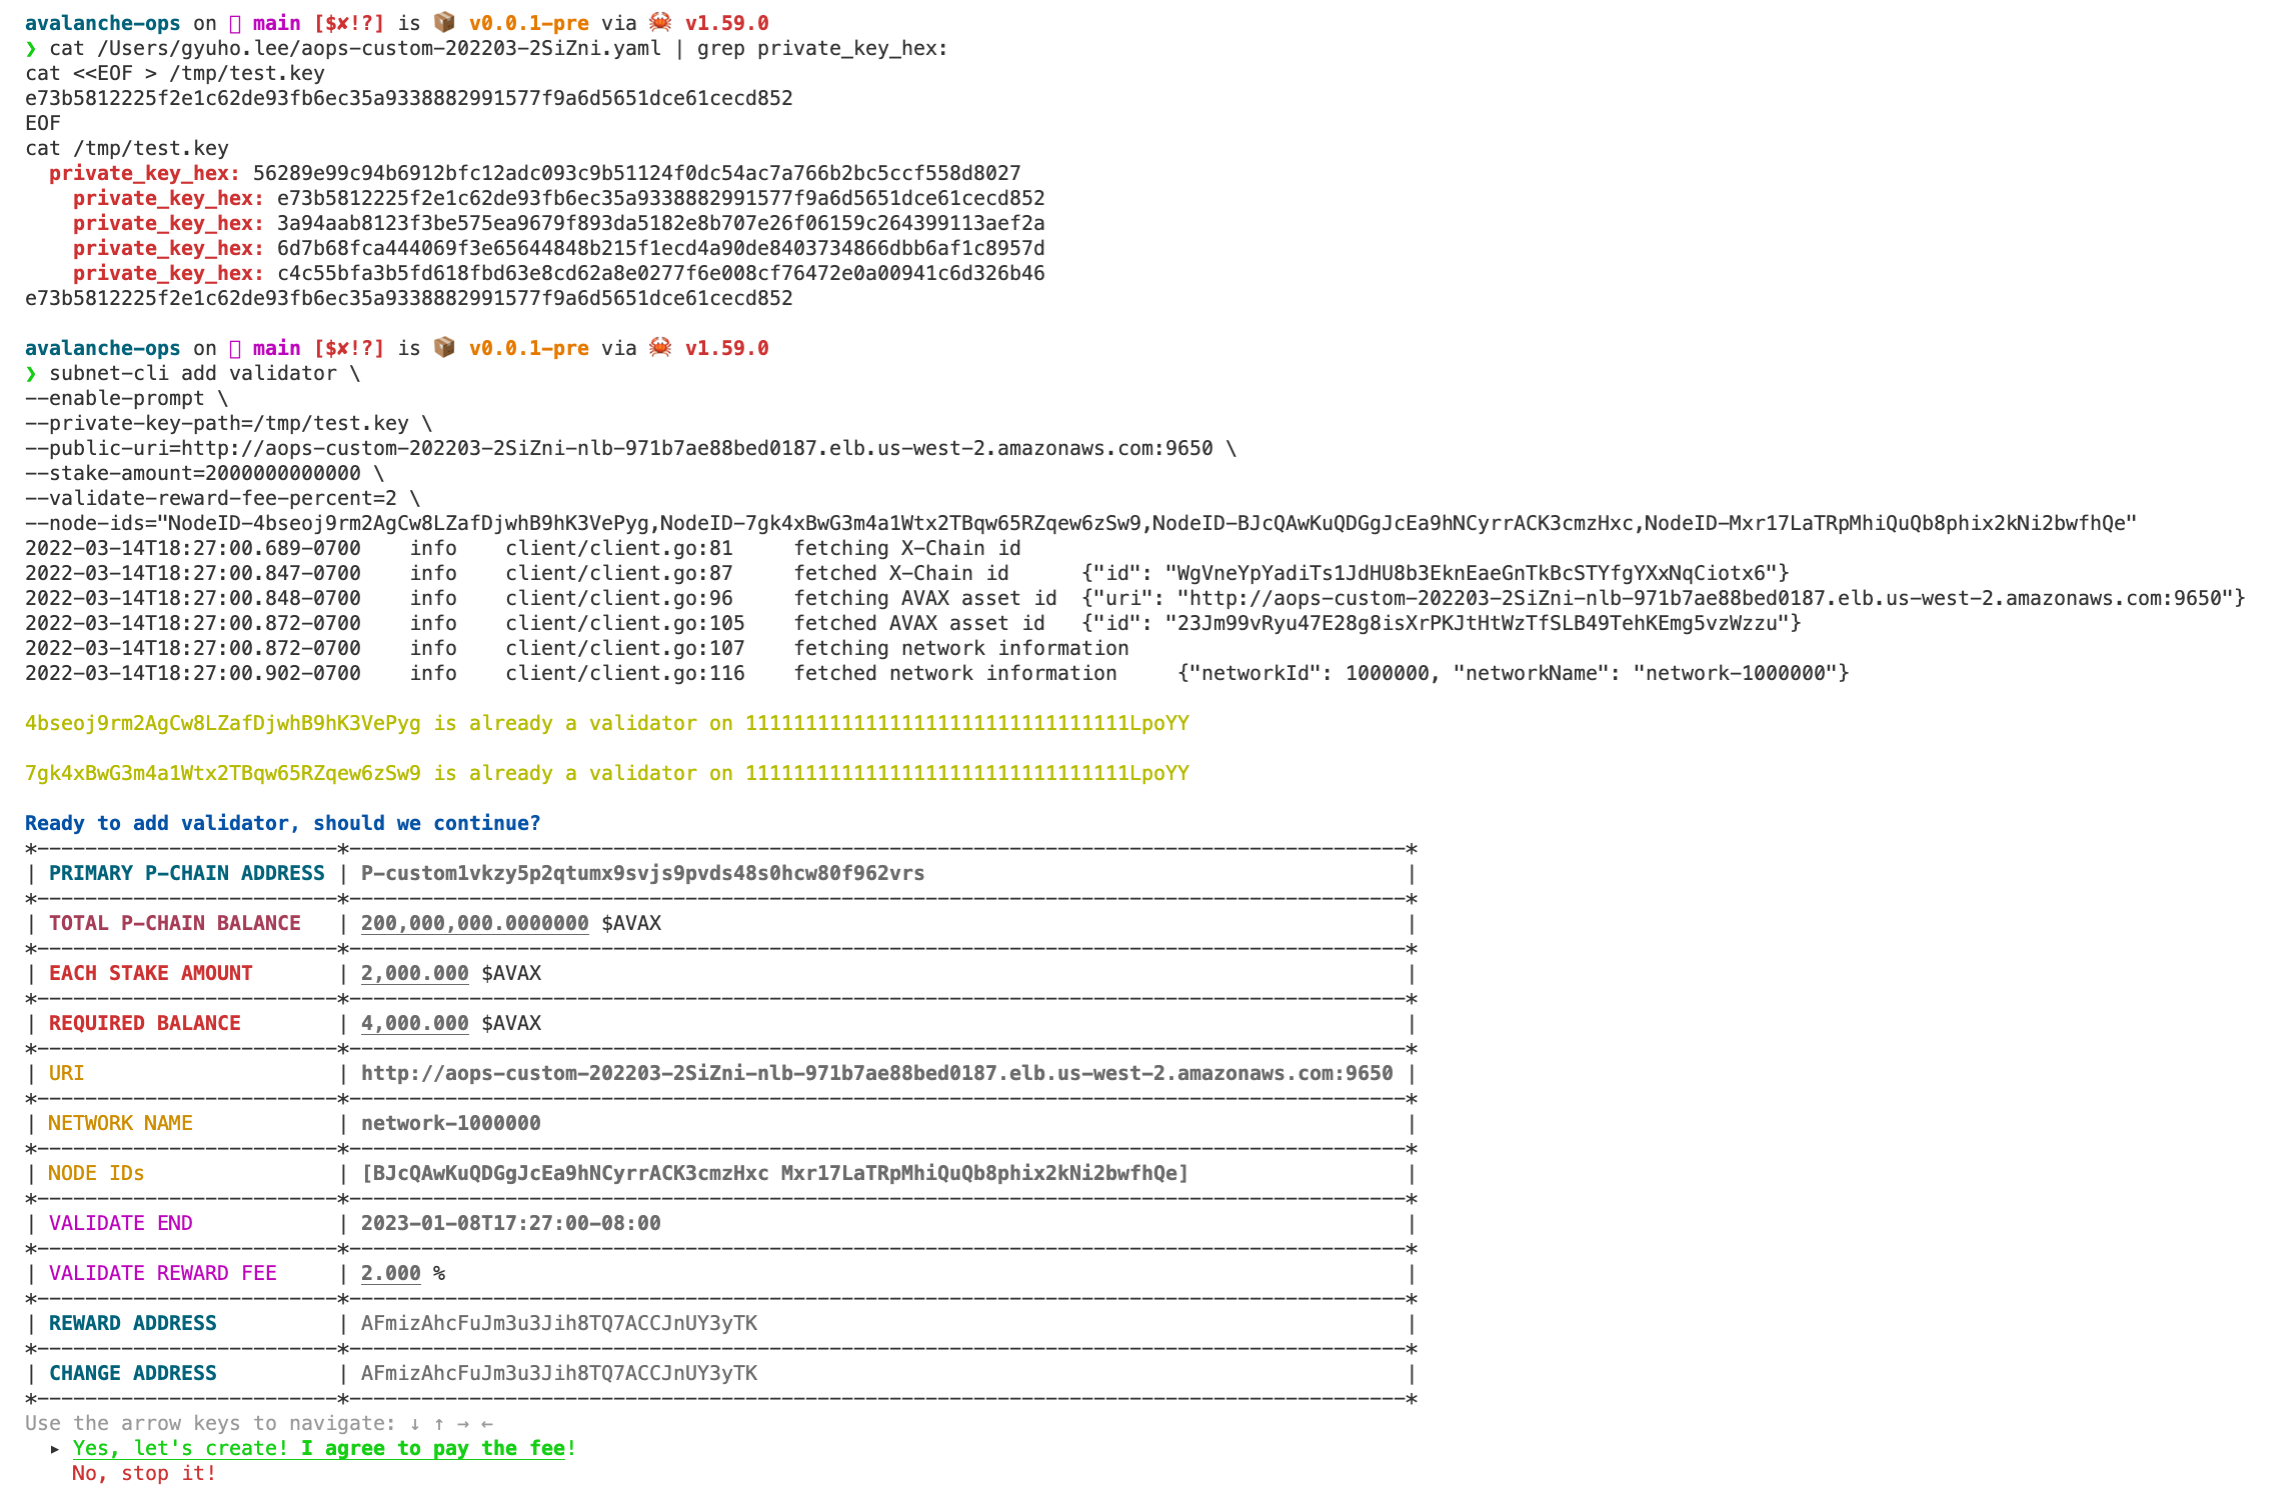 avalanche-ops on  main [$✘!?] is 📦 v0.0.1-pre via 🦀 v1.59.0
❯ cat /Users/gyuho.lee/aops-custom-202203-2SiZni.yaml | grep private_key_hex:
cat <<EOF > /tmp/test.key
e73b5812225f2e1c62de93fb6ec35a9338882991577f9a6d5651dce61cecd852
EOF
cat /tmp/test.key
  private_key_hex: 56289e99c94b6912bfc12adc093c9b51124f0dc54ac7a766b2bc5ccf558d8027
    private_key_hex: e73b5812225f2e1c62de93fb6ec35a9338882991577f9a6d5651dce61cecd852
    private_key_hex: 3a94aab8123f3be575ea9679f893da5182e8b707e26f06159c264399113aef2a
    private_key_hex: 6d7b68fca444069f3e65644848b215f1ecd4a90de8403734866dbb6af1c8957d
    private_key_hex: c4c55bfa3b5fd618fbd63e8cd62a8e0277f6e008cf76472e0a00941c6d326b46
e73b5812225f2e1c62de93fb6ec35a9338882991577f9a6d5651dce61cecd852
avalanche-ops on  main [$✘!?] is 📦 v0.0.1-pre via 🦀 v1.59.0
❯ subnet-cli add validator \
--enable-prompt \
--private-key-path=/tmp/test.key \
--public-uri=http://aops-custom-202203-2SiZni-nlb-971b7ae88bed0187.elb.us-west-2.amazonaws.com:9650 \
--stake-amount=2000000000000 \
--validate-reward-fee-percent=2 \
--node-ids="NodeID-4bseoj9rm2AgCw8LZafDjwhB9hK3VePyg,NodeID-7gk4xBwG3m4a1Wtx2TBqw65RZqew6zSw9,NodeID-BJcQAwKuQDGgJcEa9hNCyrrACK3cmzHxc,NodeID-Mxr17LaTRpMhiQuQb8phix2kNi2bwfhQe"
2022-03-14T18:27:00.689-0700    info    client/client.go:81     fetching X-Chain id
2022-03-14T18:27:00.847-0700    info    client/client.go:87     fetched X-Chain id      {"id": "WgVneYpYadiTs1JdHU8b3EknEaeGnTkBcSTYfgYXxNqCiotx6"}
2022-03-14T18:27:00.848-0700    info    client/client.go:96     fetching AVAX asset id  {"uri": "http://aops-custom-202203-2SiZni-nlb-971b7ae88bed0187.elb.us-west-2.amazonaws.com:9650"}
2022-03-14T18:27:00.872-0700    info    client/client.go:105    fetched AVAX asset id   {"id": "23Jm99vRyu47E28g8isXrPKJtHtWzTfSLB49TehKEmg5vzWzzu"}
2022-03-14T18:27:00.872-0700    info    client/client.go:107    fetching network information
2022-03-14T18:27:00.902-0700    info    client/client.go:116    fetched network information     {"networkId": 1000000, "networkName": "network-1000000"}
4bseoj9rm2AgCw8LZafDjwhB9hK3VePyg is already a validator on 11111111111111111111111111111111LpoYY
7gk4xBwG3m4a1Wtx2TBqw65RZqew6zSw9 is already a validator on 11111111111111111111111111111111LpoYY
Ready to add validator, should we continue?
| PRIMARY P-CHAIN ADDRESS | P-custom1vkzy5p2qtumx9svjs9pvds48s0hcw80f962vrs |
| TOTAL P-CHAIN BALANCE | 200,000,000.0000000 $AVAX |
| EACH STAKE AMOUNT | 2,000.000 $AVAX |
| REQUIRED BALANCE | 4,000.000 $AVAX |
| URI | http://aops-custom-202203-2SiZni-nlb-971b7ae88bed0187.elb.us-west-2.amazonaws.com:9650 |
| NETWORK NAME | network-1000000 |
| NODE IDs | [BJcQAwKuQDGgJcEa9hNCyrrACK3cmzHxc Mxr17LaTRpMhiQuQb8phix2kNi2bwfhQe] |
| VALIDATE END | 2023-01-08T17:27:00-08:00 |
| VALIDATE REWARD FEE | 2.000 % |
| REWARD ADDRESS | AFmizAhcFuJm3u3Jih8TQ7ACCJnUY3yTK |
| CHANGE ADDRESS | AFmizAhcFuJm3u3Jih8TQ7ACCJnUY3yTK |
Use the arrow keys to navigate: ↓ ↑ → ←
  ▸ Yes, let's create! I agree to pay the fee!
    No, stop it!